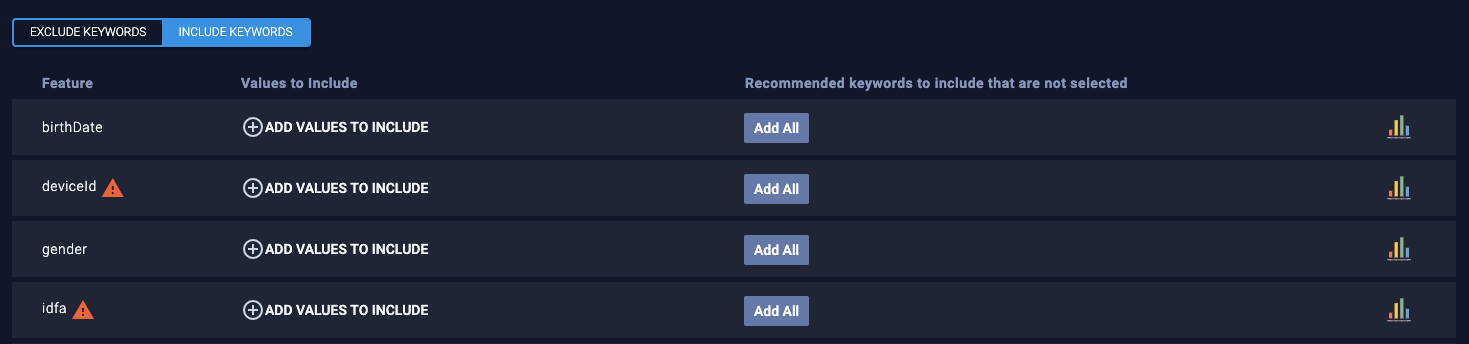 EXCLUDE KEYWORDS INCLUDE KEYWORDS
Feature Values to Include Recommended keywords to include that are not selected
birthDate ADD VALUES TO INCLUDE Add All
deviceId ADD VALUES TO INCLUDE Add All
gender ADD VALUES TO INCLUDE Add All
idfa ADD VALUES TO INCLUDE Add All